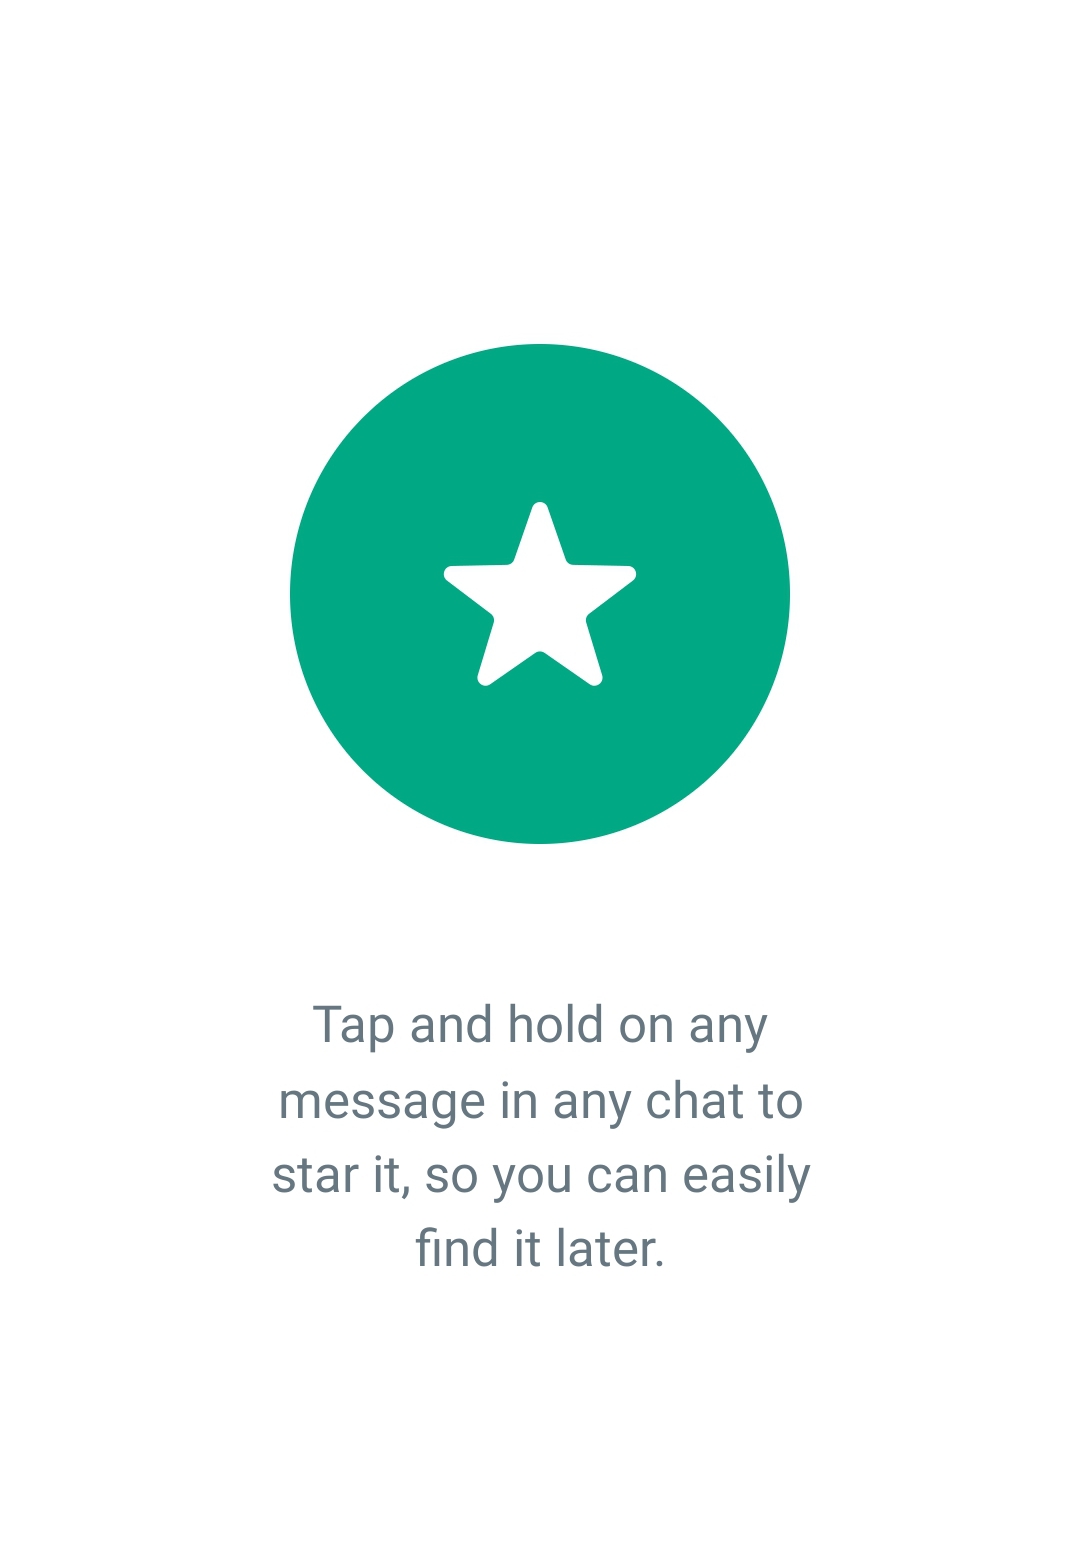 Tap and hold on any
message in any chat to
star it, so you can easily
find it later.